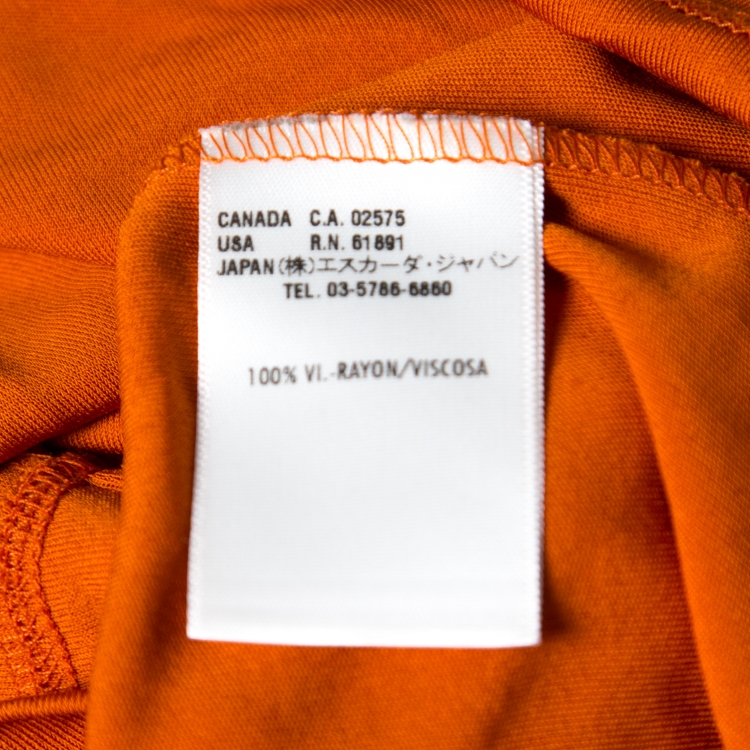 CANADA C.A. 02575
USA R.N. 61891
JAPAN (株)エスカーダ・ジャパン
TEL. 03-5786-6860
100% VI.-RAYON/VISCOSA